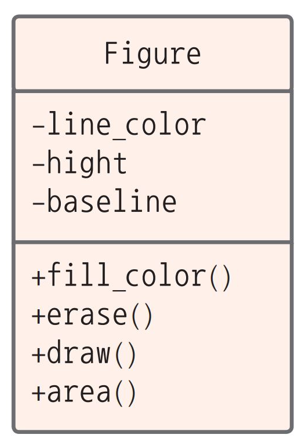 Figure
-line_color
-hight
-baseline
+fill_color()
+erase()
+draw()
+area()